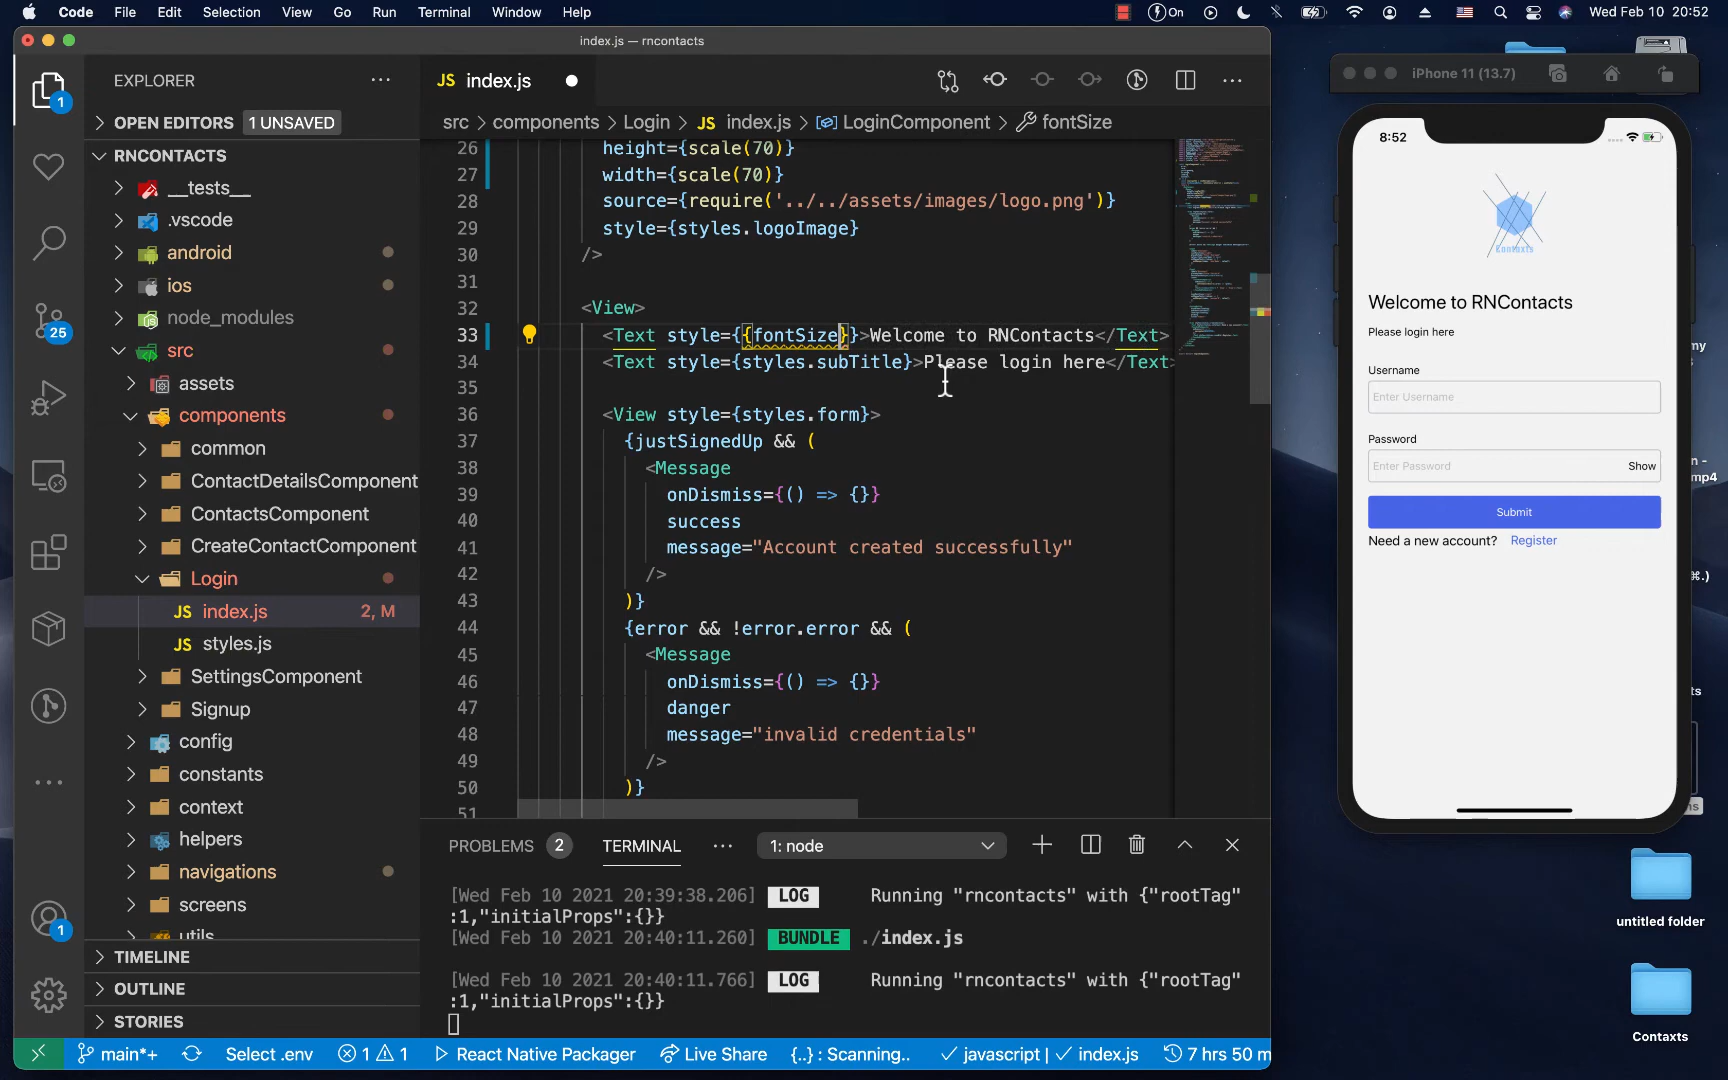 Code File Edit Selection View Go Run Terminal Window Help On Wed Feb 10 20:52
index.js — rncontacts
EXPLORER
OPEN EDITORS 1 UNSAVED
RNCONTACTS
__tests__
.vscode
android
ios
node_modules
src
assets
components
common
ContactDetailsComponent
ContactsComponent
CreateContactComponent
Login
JS index.js 2, M
JS styles.js
SettingsComponent
Signup
config
constants
context
helpers
navigations
screens
utils
TIMELINE
OUTLINE
STORIES
1
25
1
JS index.js
src > components > Login > JS index.js > LoginComponent > fontSize
26 height={scale(70)}
27 width={scale(70)}
28 source={require('../../assets/images/logo.png')}
29 style={styles.logoImage}
30 />
31
32 <View>
33 <Text style={{fontSize}}>Welcome to RNContacts</Text>
34 <Text style={styles.subTitle}>Please login here</Text
35
36 <View style={styles.form}>
37 {justSignedUp && (
38 <Message
39 onDismiss={() => {}}
40 success
41 message="Account created successfully"
42 />
43 )}
44 {error && !error.error && (
45 <Message
46 onDismiss={() => {}}
47 danger
48 message="invalid credentials"
49 />
50 )}
51
PROBLEMS 2 TERMINAL 1: node
[Wed Feb 10 2021 20:39:38.206] LOG Running "rncontacts" with {"rootTag"
:1,"initialProps":{}}
[Wed Feb 10 2021 20:40:11.260] BUNDLE ./index.js
[Wed Feb 10 2021 20:40:11.766] LOG Running "rncontacts" with {"rootTag"
:1,"initialProps":{}}
main*+ Select .env 1 1 React Native Packager Live Share {..} : Scanning.. javascript | index.js 7 hrs 50 m
iPhone 11 (13.7)
8:52
Contaxts
Welcome to RNContacts
Please login here
Username
Enter Username
Password
Enter Password Show
Submit
Need a new account? Register
my
n -
mp4
⌘.)
ts
ns
untitled folder
Contaxts